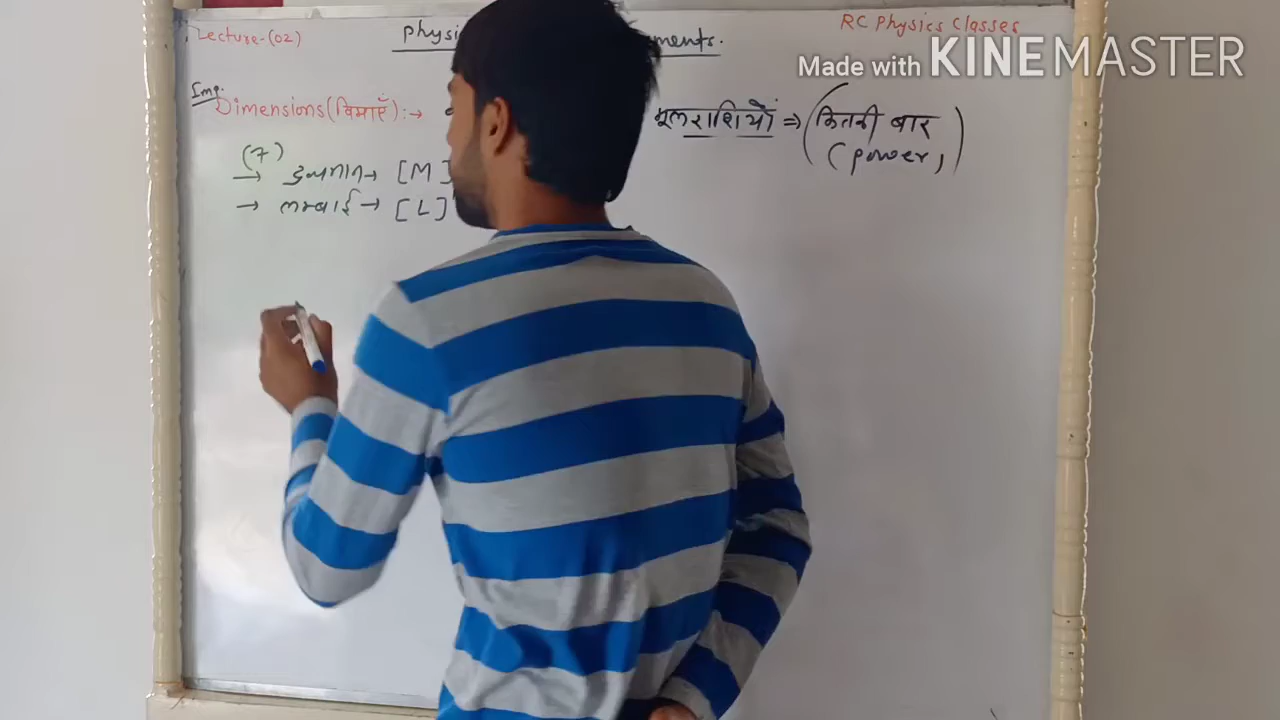 Lecture-(02)
Physi
ments.
RC Physics Classes
Made with KINEMASTER
Imp.
Dimensions(विमाएँ):→
मूलराशियों ⇒ (कितनी बार
(power,)
(7)
→ द्रव्यमान→ [M]
→ लम्बाई→ [L]